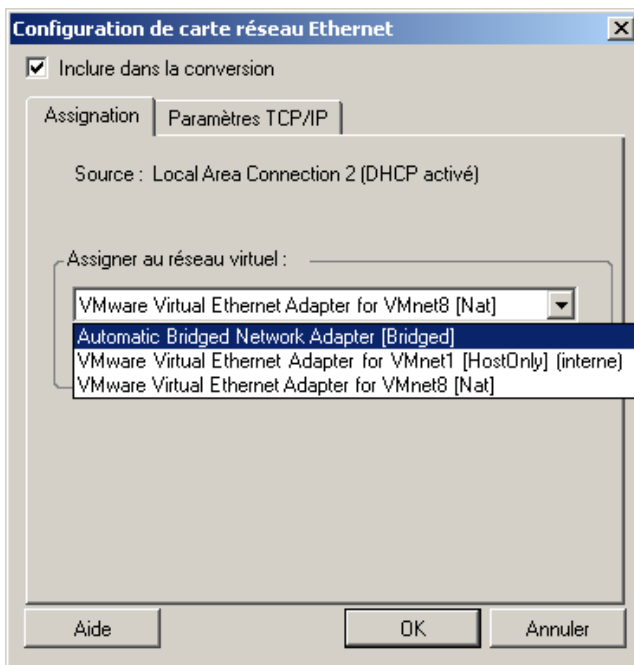 Configuration de carte réseau Ethernet
Inclure dans la conversion
Assignation Paramètres TCP/IP
Source : Local Area Connection 2 (DHCP activé)
Assigner au réseau virtuel :
VMware Virtual Ethernet Adapter for VMnet8 [Nat]
Automatic Bridged Network Adapter [Bridged]
VMware Virtual Ethernet Adapter for VMnet1 [HostOnly] (interne)
VMware Virtual Ethernet Adapter for VMnet8 [Nat]
Aide OK Annuler